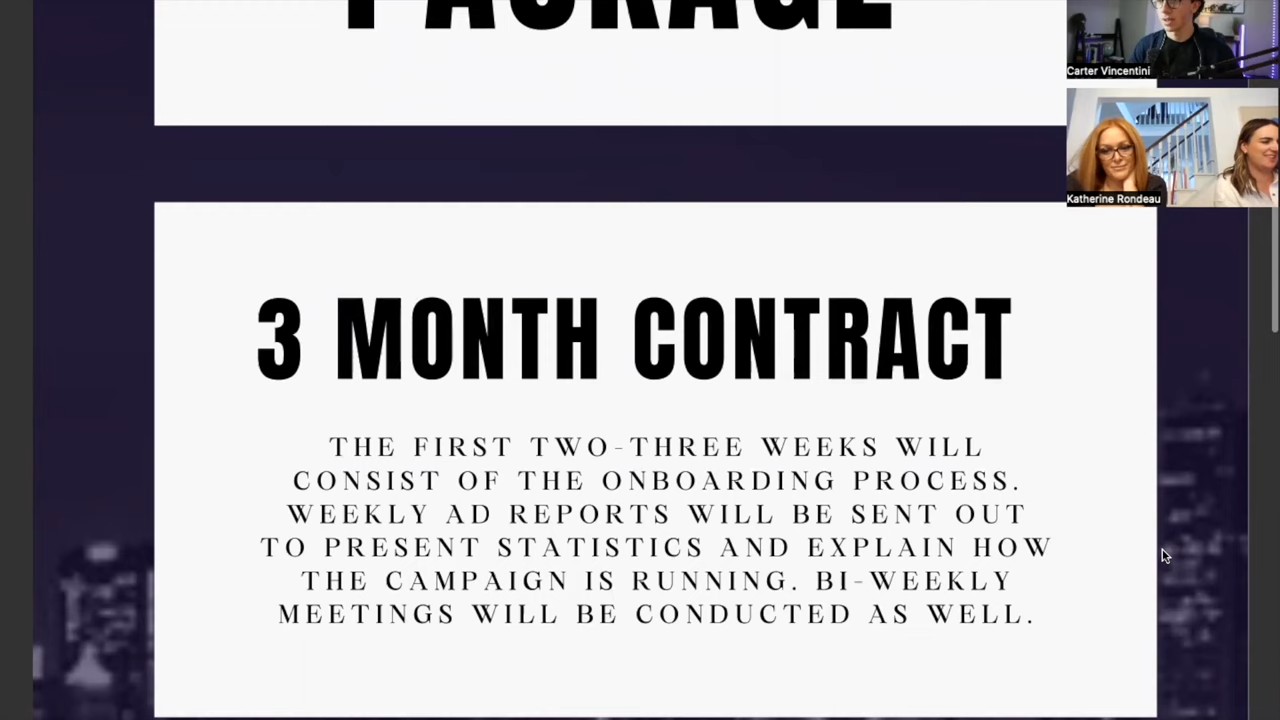 PACKAGE
Carter Vincentini
Katherine Rondeau
3 MONTH CONTRACT
THE FIRST TWO-THREE WEEKS WILL
CONSIST OF THE ONBOARDING PROCESS.
WEEKLY AD REPORTS WILL BE SENT OUT
TO PRESENT STATISTICS AND EXPLAIN HOW
THE CAMPAIGN IS RUNNING. BI-WEEKLY
MEETINGS WILL BE CONDUCTED AS WELL.